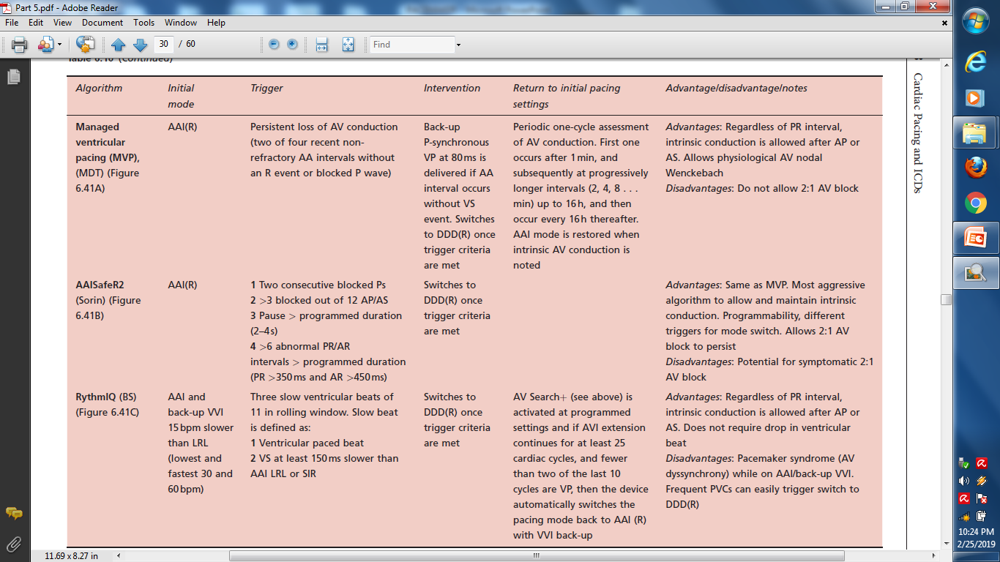 Part 5.pdf - Adobe Reader
File Edit View Document Tools Window Help
30 / 60
Find
Table 6.10 (Continued)
Cardiac Pacing and ICDs
Algorithm
Initial
mode
Trigger
Intervention
Return to initial pacing
settings
Advantage/disadvantage/notes
Managed
ventricular
pacing (MVP),
(MDT) (Figure
6.41A)
AAI(R)
Persistent loss of AV conduction
(two of four recent non-
refractory AA intervals without
an R event or blocked P wave)
Back-up
P-synchronous
VP at 80 ms is
delivered if AA
interval occurs
without VS
event. Switches
to DDD(R) once
trigger criteria
are met
Periodic one-cycle assessment
of AV conduction. First one
occurs after 1 min, and
subsequently at progressively
longer intervals (2, 4, 8 . . .
min) up to 16 h, and then
occur every 16 h thereafter.
AAI mode is restored when
intrinsic AV conduction is
noted
Advantages: Regardless of PR interval,
intrinsic conduction is allowed after AP or
AS. Allows physiological AV nodal
Wenckebach
Disadvantages: Do not allow 2:1 AV block
AAISafeR2
(Sorin) (Figure
6.41B)
AAI(R)
1 Two consecutive blocked Ps
2 >3 blocked out of 12 AP/AS
3 Pause > programmed duration
(2–4 s)
4 >6 abnormal PR/AR
intervals > programmed duration
(PR >350 ms and AR >450 ms)
Switches to
DDD(R) once
trigger criteria
are met
Advantages: Same as MVP. Most aggressive
algorithm to allow and maintain intrinsic
conduction. Programmability, different
triggers for mode switch. Allows 2:1 AV
block to persist
Disadvantages: Potential for symptomatic 2:1
AV block
RythmIQ (BS)
(Figure 6.41C)
AAI and
back-up VVI
15 bpm slower
than LRL
(lowest and
fastest 30 and
60 bpm)
Three slow ventricular beats of
11 in rolling window. Slow beat
is defined as:
1 Ventricular paced beat
2 VS at least 150 ms slower than
AAI LRL or SIR
Switches to
DDD(R) once
trigger criteria
are met
AV Search+ (see above) is
activated at programmed
settings and if AVI extension
continues for at least 25
cardiac cycles, and fewer
than two of the last 10
cycles are VP, then the device
automatically switches the
pacing mode back to AAI (R)
with VVI back-up
Advantages: Regardless of PR interval,
intrinsic conduction is allowed after AP or
AS. Does not require drop in ventricular
beat
Disadvantages: Pacemaker syndrome (AV
dyssynchrony) while on AAI/back-up VVI.
Frequent PVCs can easily trigger switch to
DDD(R)
11.69 x 8.27 in
10:24 PM
2/25/2019